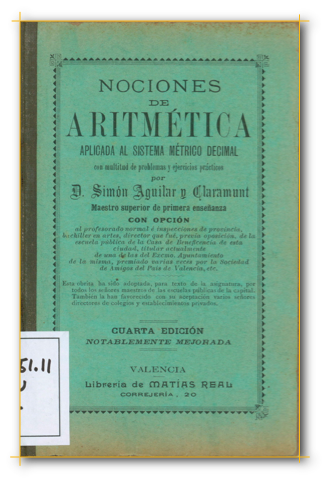 NOCIONES
DE
ARITMÉTICA
APLICADA AL SISTEMA MÉTRICO DECIMAL
con multitud de problemas y ejercicios prácticos
por
D. Simón Aguilar y Claramunt
Maestro superior de primera enseñanza
CON OPCIÓN
al profesorado normal é inspecciones de provincia,
bachiller en artes, director que fué, previa oposición, de la
escuela pública de la Casa de Beneficencia de esta
ciudad, titular actualmente
de una de las del Excmo. Ayuntamiento
de la misma, premiado varias veces por la Sociedad
de Amigos del País de Valencia, etc.
Esta obrita ha sido adoptada, para texto de la asignatura, por
todos los señores maestros de las escuelas públicas de la capital.
También la han favorecido con su aceptación varios señores
directores de colegios y establecimientos privados.
CUARTA EDICIÓN
NOTABLEMENTE MEJORADA
VALENCIA
Librería de MATÍAS REAL
CORREJERÍA, 20
51.11